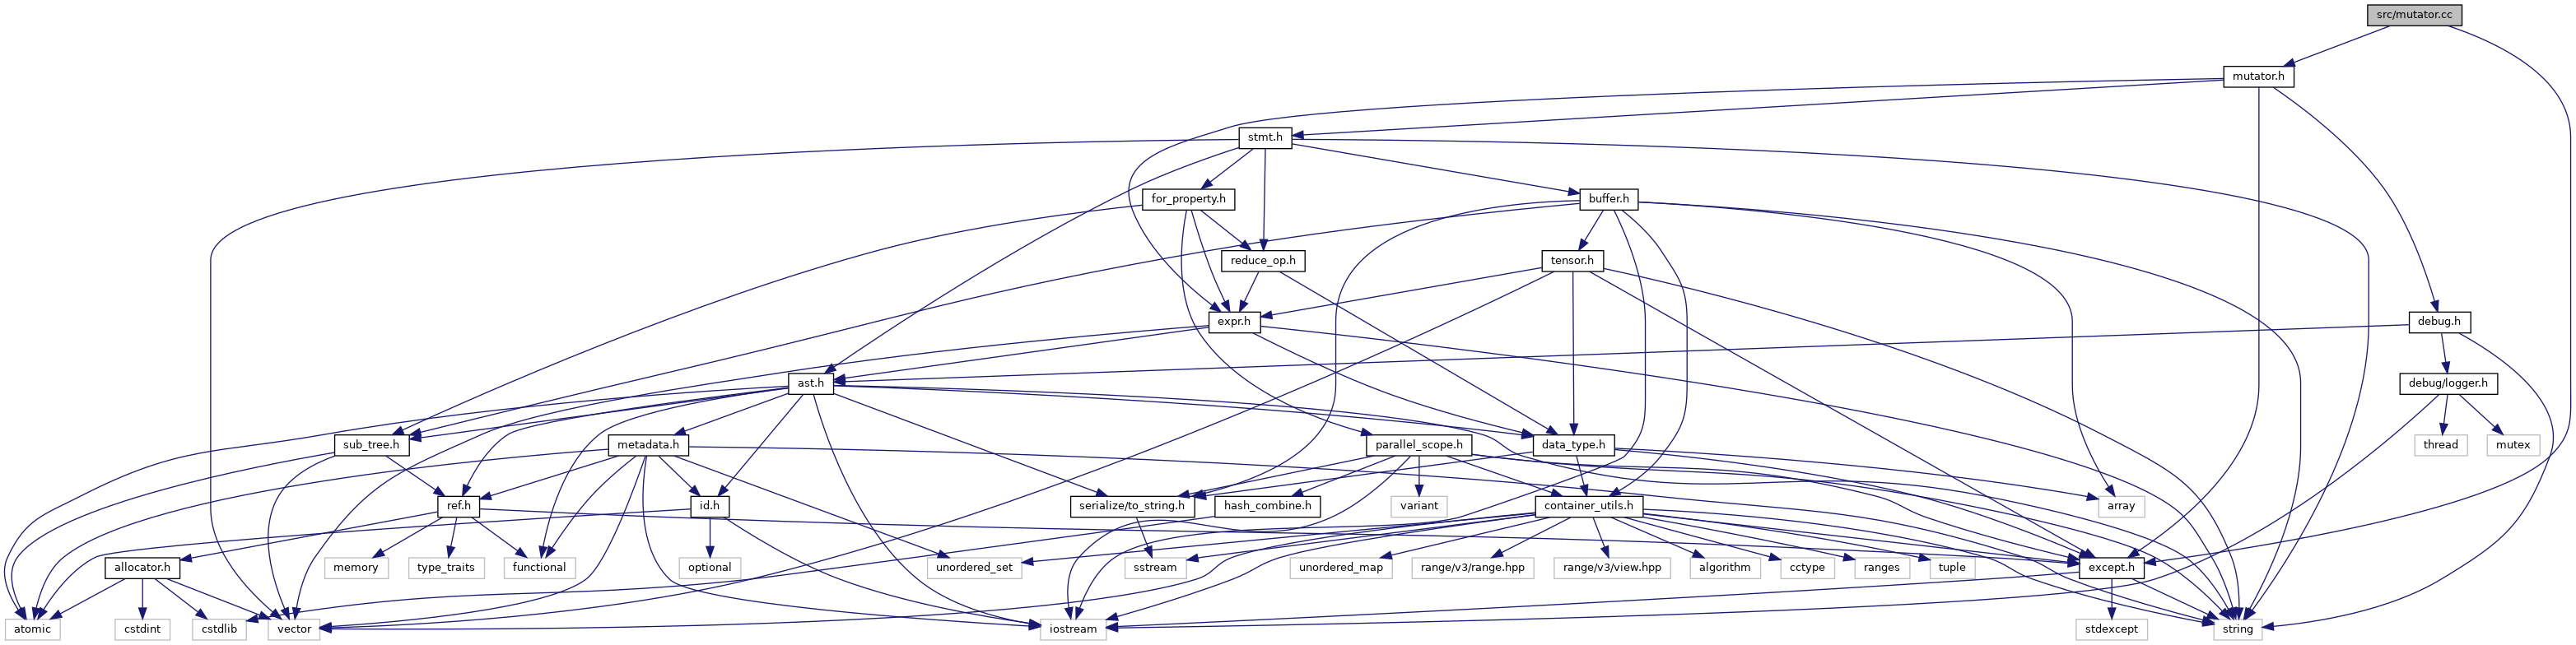 src/mutator.cc
mutator.h
stmt.h
for_property.h
buffer.h
reduce_op.h
tensor.h
expr.h
debug.h
ast.h
debug/logger.h
sub_tree.h
metadata.h
parallel_scope.h
data_type.h
thread
mutex
ref.h
id.h
serialize/to_string.h
hash_combine.h
variant
container_utils.h
array
allocator.h
memory
type_traits
functional
optional
unordered_set
sstream
unordered_map
range/v3/range.hpp
range/v3/view.hpp
algorithm
cctype
ranges
tuple
except.h
atomic
cstdint
cstdlib
vector
iostream
stdexcept
string